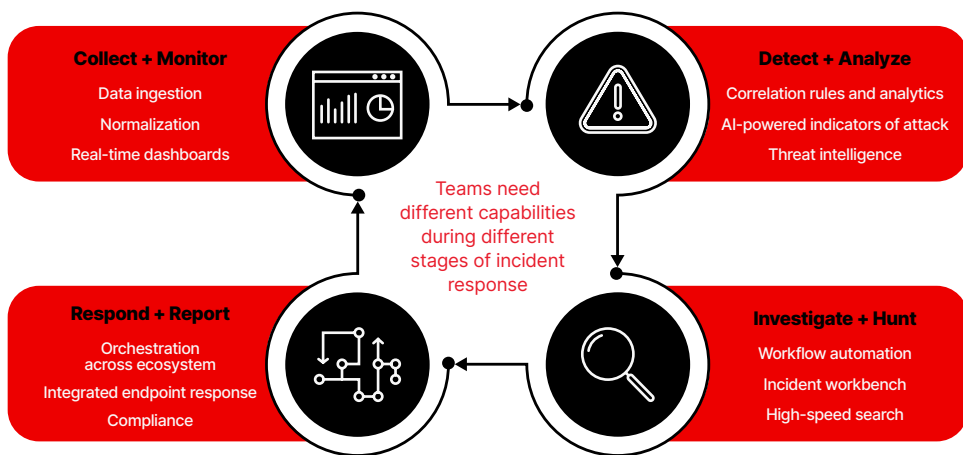 Collect + Monitor
Data ingestion
Normalization
Real-time dashboards
Detect + Analyze
Correlation rules and analytics
AI-powered indicators of attack
Threat intelligence
Teams need
different capabilities
during different
stages of incident
response
Respond + Report
Orchestration
across ecosystem
Integrated endpoint response
Compliance
Investigate + Hunt
Workflow automation
Incident workbench
High-speed search